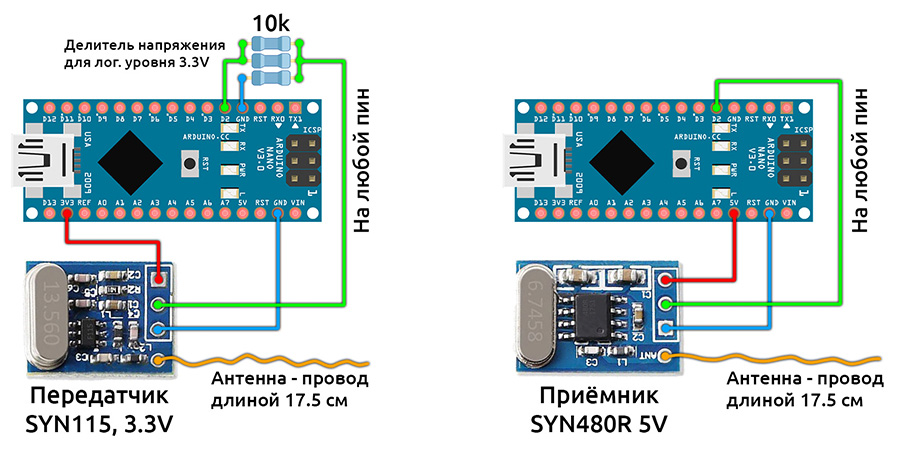 10k
Делитель напряжения
для лог. уровня 3.3V
D12 D11 D10 D9 D8 D7 D6 D5 D4 D3 D2 GND RST RX0 TX1
USA
2009
ARDUINO.CC
TX
RX
PWR
L
RST
ARDUINO
NANO
V3.0
ICSP
1
D13 3V3 REF A0 A1 A2 A3 A4 A5 A6 A7 5V RST GND VIN
На любой пин
13.560
C2
R2
C6
C5
L1
C4
C3
L2
Антенна - провод
длиной 17.5 см
Передатчик
SYN115, 3.3V
D12 D11 D10 D9 D8 D7 D6 D5 D4 D3 D2 GND RST RX0 TX1
USA
2009
ARDUINO.CC
TX
RX
PWR
L
RST
ARDUINO
NANO
V3.0
ICSP
1
D13 3V3 REF A0 A1 A2 A3 A4 A5 A6 A7 5V RST GND VIN
На любой пин
6.7458
C1
C2
C3
L1
ANT
Антенна - провод
длиной 17.5 см
Приёмник
SYN480R 5V